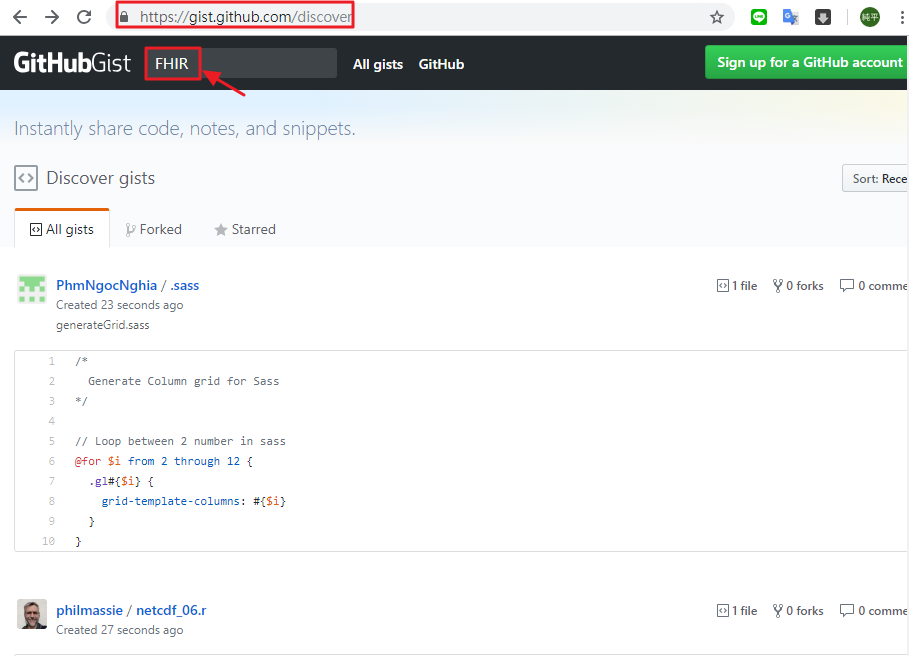 https://gist.github.com/discover
純平
GitHubGist FHIR All gists GitHub Sign up for a GitHub account
Instantly share code, notes, and snippets.
Discover gists
Sort: Rece
All gists Forked Starred
PhmNgocNghia / .sass 1 file 0 forks 0 comme
Created 23 seconds ago
generateGrid.sass
1 /*
2 Generate Column grid for Sass
3 */
4
5 // Loop between 2 number in sass
6 @for $i from 2 through 12 {
7 .gl#{$i} {
8 grid-template-columns: #{$i}
9 }
10 }
philmassie / netcdf_06.r 1 file 0 forks 0 comme
Created 27 seconds ago